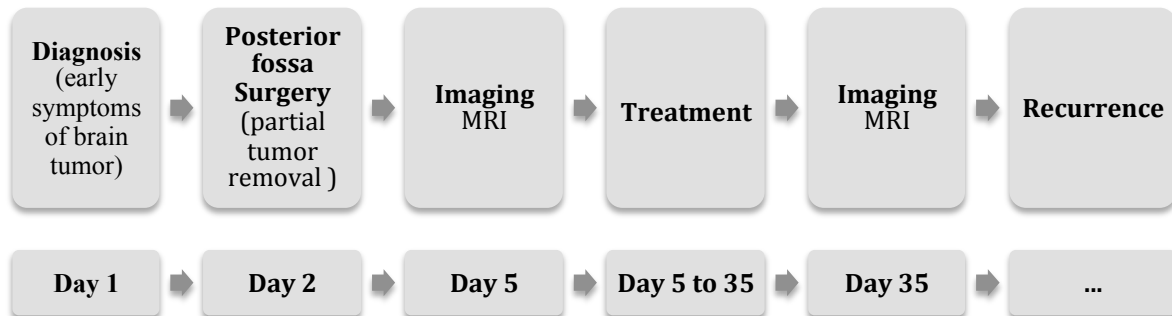 Diagnosis
(early
symptoms
of brain
tumor)
Posterior
fossa
Surgery
(partial
tumor
removal )
Imaging
MRI
Treatment
Imaging
MRI
Recurrence
Day 1
Day 2
Day 5
Day 5 to 35
Day 35
...